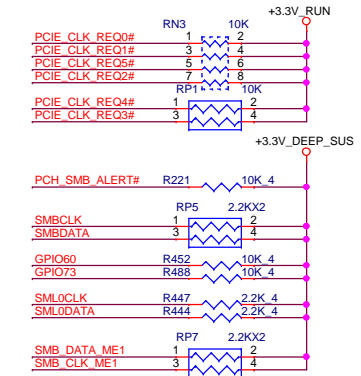 +3.3V_RUN
RN3 10K
PCIE_CLK_REQ0# 1 2
PCIE_CLK_REQ1# 3 4
PCIE_CLK_REQ5# 5 6
PCIE_CLK_REQ2# 7 8
RP1 10K
PCIE_CLK_REQ4# 1 2
PCIE_CLK_REQ3# 3 4
+3.3V_DEEP_SUS
PCH_SMB_ALERT# R221 10K_4
RP5 2.2KX2
SMBCLK 1 2
SMBDATA 3 4
GPIO60 R452 10K_4
GPIO73 R488 10K_4
SML0CLK R447 2.2K_4
SML0DATA R444 2.2K_4
RP7 2.2KX2
SMB_DATA_ME1 1 2
SMB_CLK_ME1 3 4